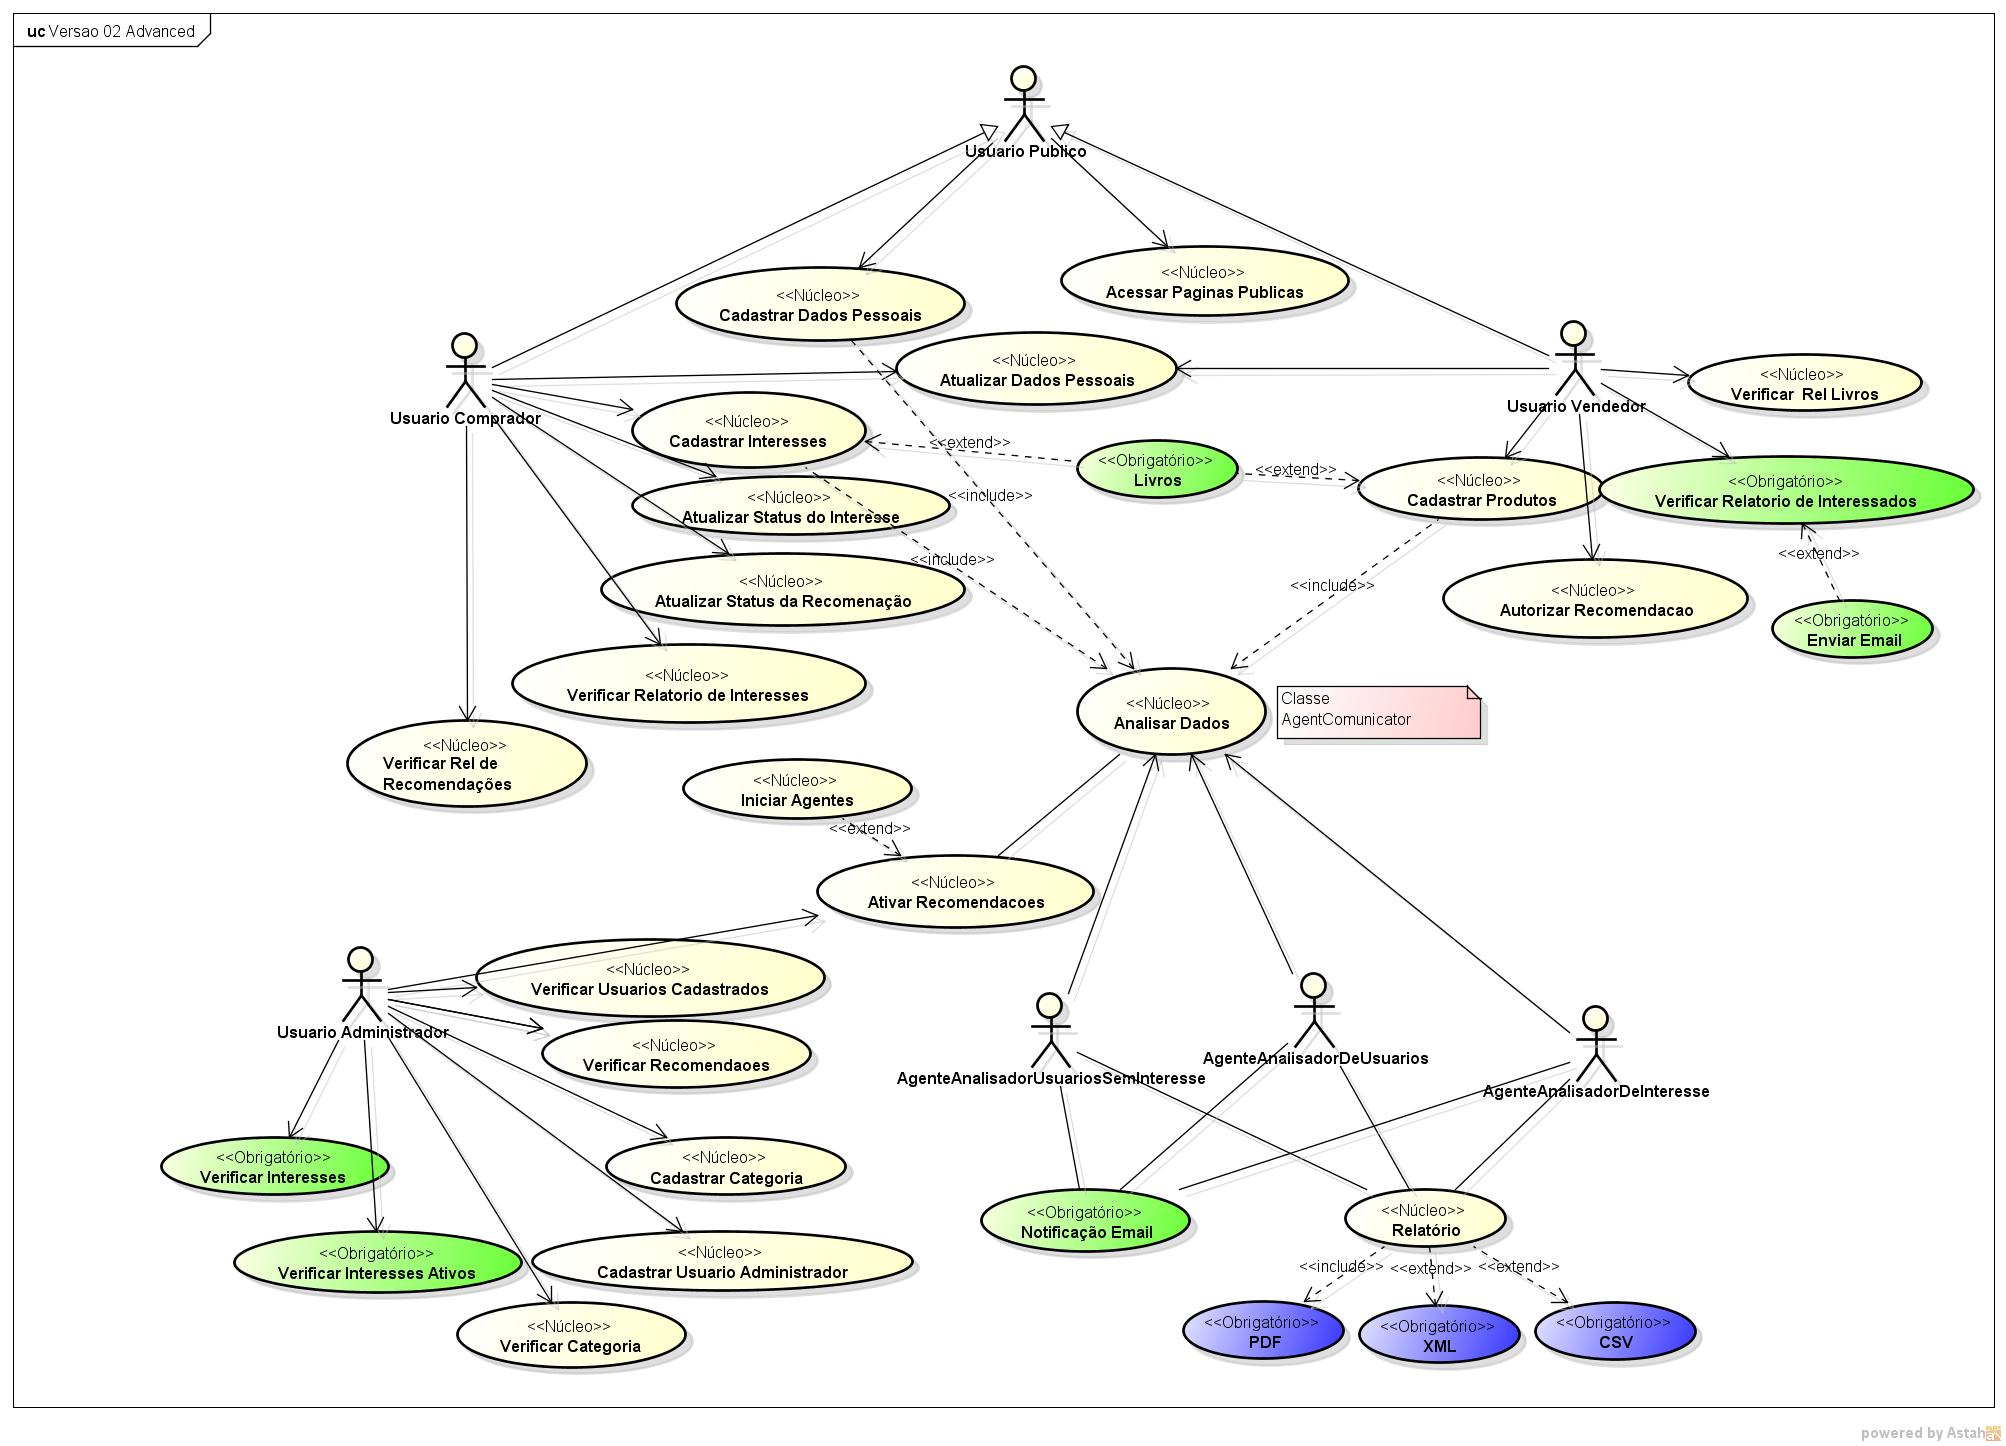 uc Versao 02 Advanced
Usuario Publico
<<Núcleo>>
Acessar Paginas Publicas
<<Núcleo>>
Cadastrar Dados Pessoais
<<Núcleo>>
Atualizar Dados Pessoais
Usuario Comprador
Usuario Vendedor
<<Núcleo>>
Verificar  Rel Livros
<<Núcleo>>
Cadastrar Interesses
<<extend>>
<<Obrigatório>>
Livros
<<extend>>
<<Núcleo>>
Cadastrar Produtos
<<Obrigatório>>
Verificar Relatorio de Interessados
<<Núcleo>>
Atualizar Status do Interesse
<<include>>
<<include>>
<<include>>
<<extend>>
<<Núcleo>>
Atualizar Status da Recomenação
<<Núcleo>>
Autorizar Recomendacao
<<Obrigatório>>
Enviar Email
<<Núcleo>>
Verificar Relatorio de Interesses
<<Núcleo>>
Analisar Dados
Classe
AgentComunicator
<<Núcleo>>
Verificar Rel de
Recomendações
<<Núcleo>>
Iniciar Agentes
<<extend>>
<<Núcleo>>
Ativar Recomendacoes
Usuario Administrador
<<Núcleo>>
Verificar Usuarios Cadastrados
<<Núcleo>>
Verificar Recomendaoes
AgenteAnalisadorUsuariosSemInteresse
AgenteAnalisadorDeUsuarios
AgenteAnalisadorDeInteresse
<<Obrigatório>>
Verificar Interesses
<<Núcleo>>
Cadastrar Categoria
<<Obrigatório>>
Verificar Interesses Ativos
<<Núcleo>>
Cadastrar Usuario Administrador
<<Núcleo>>
Verificar Categoria
<<Obrigatório>>
Notificação Email
<<Núcleo>>
Relatório
<<include>>
<<extend>>
<<extend>>
<<Obrigatório>>
PDF
<<Obrigatório>>
XML
<<Obrigatório>>
CSV
powered by Astah